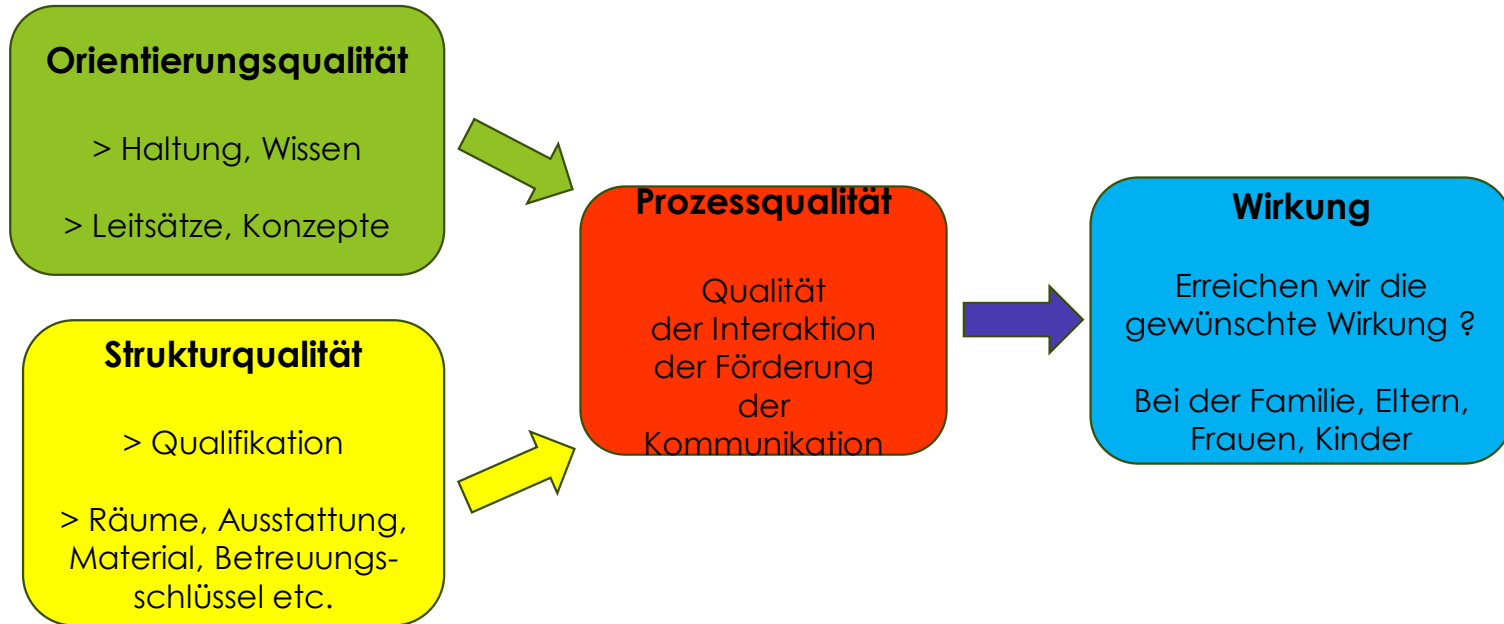 Orientierungsqualität
> Haltung, Wissen
> Leitsätze, Konzepte
Strukturqualität
> Qualifikation
> Räume, Ausstattung,
Material, Betreuungs-
schlüssel etc.
Prozessqualität
Qualität
der Interaktion
der Förderung
der
Kommunikation
Wirkung
Erreichen wir die
gewünschte Wirkung ?
Bei der Familie, Eltern,
Frauen, Kinder